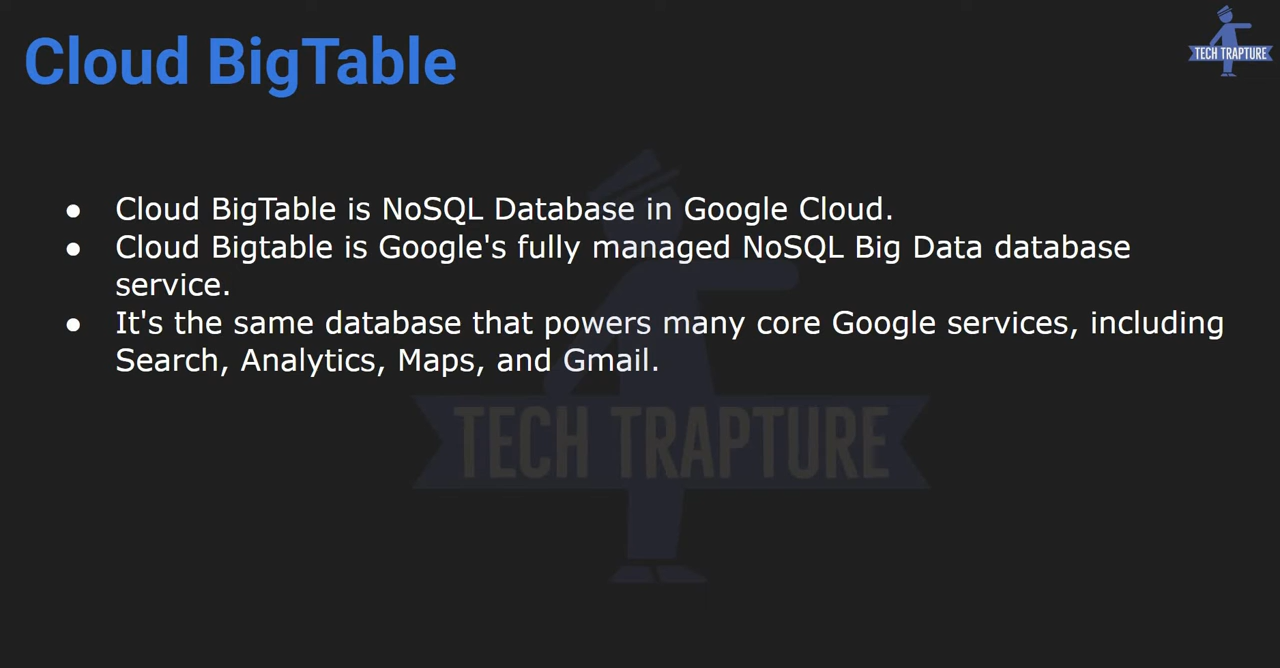 Cloud BigTable
TECH TRAPTURE
● Cloud BigTable is NoSQL Database in Google Cloud.
● Cloud Bigtable is Google's fully managed NoSQL Big Data database
service.
● It's the same database that powers many core Google services, including
Search, Analytics, Maps, and Gmail.
TECH TRAPTURE